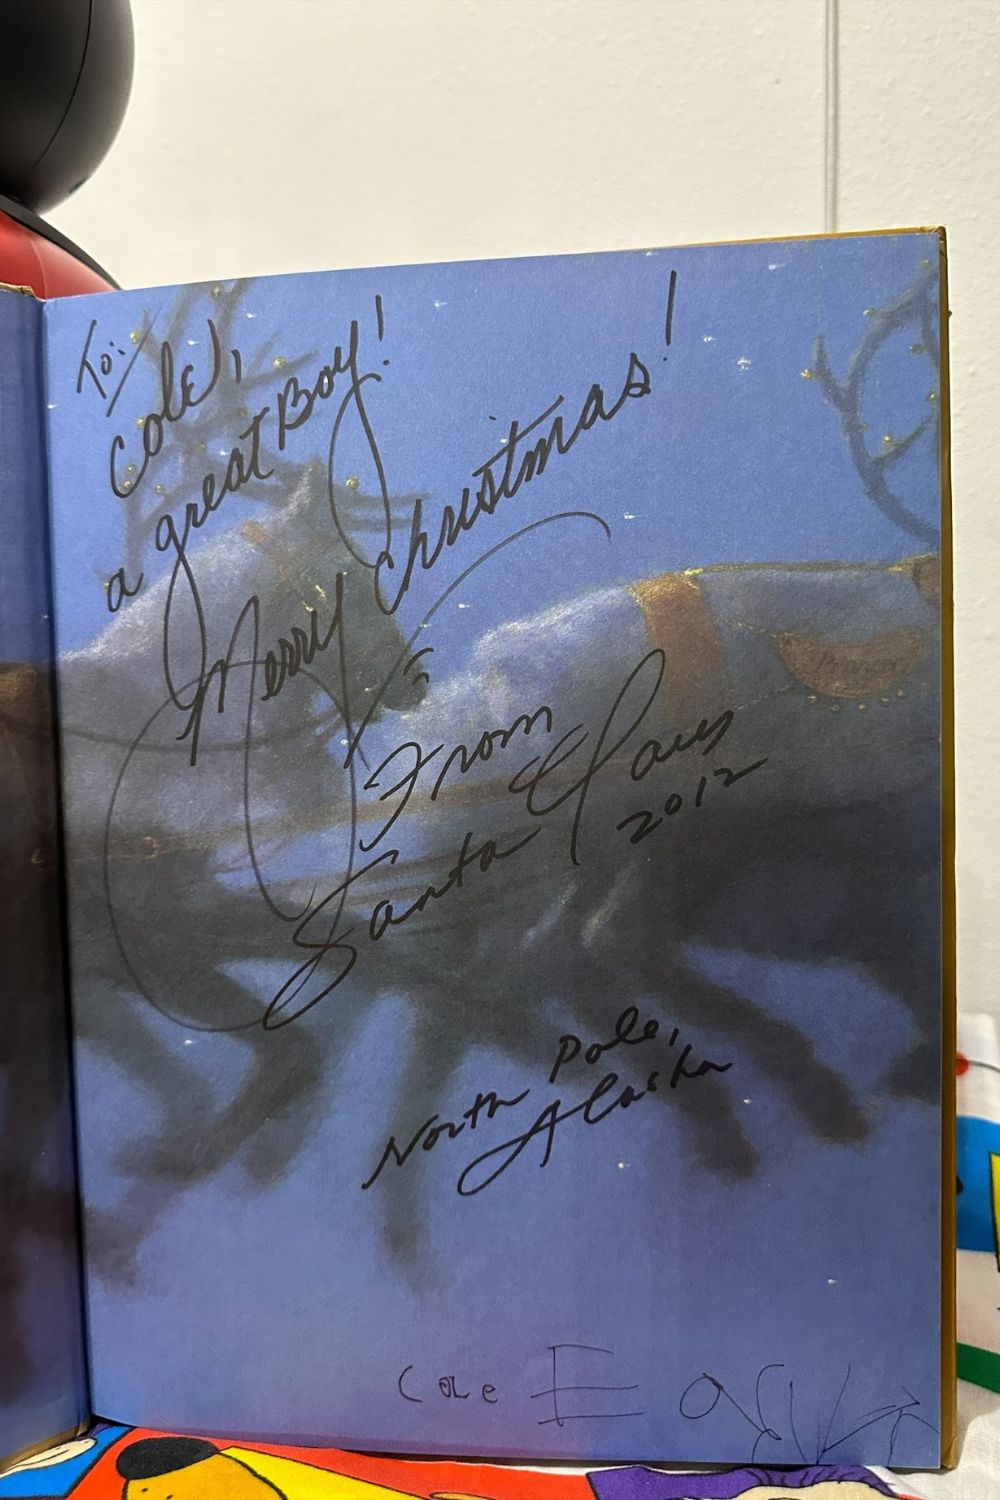 To:
Cole,
a great Boy!
Merry Christmas!
From
Santa Claus
2012
North Pole,
Alaska
Cole E